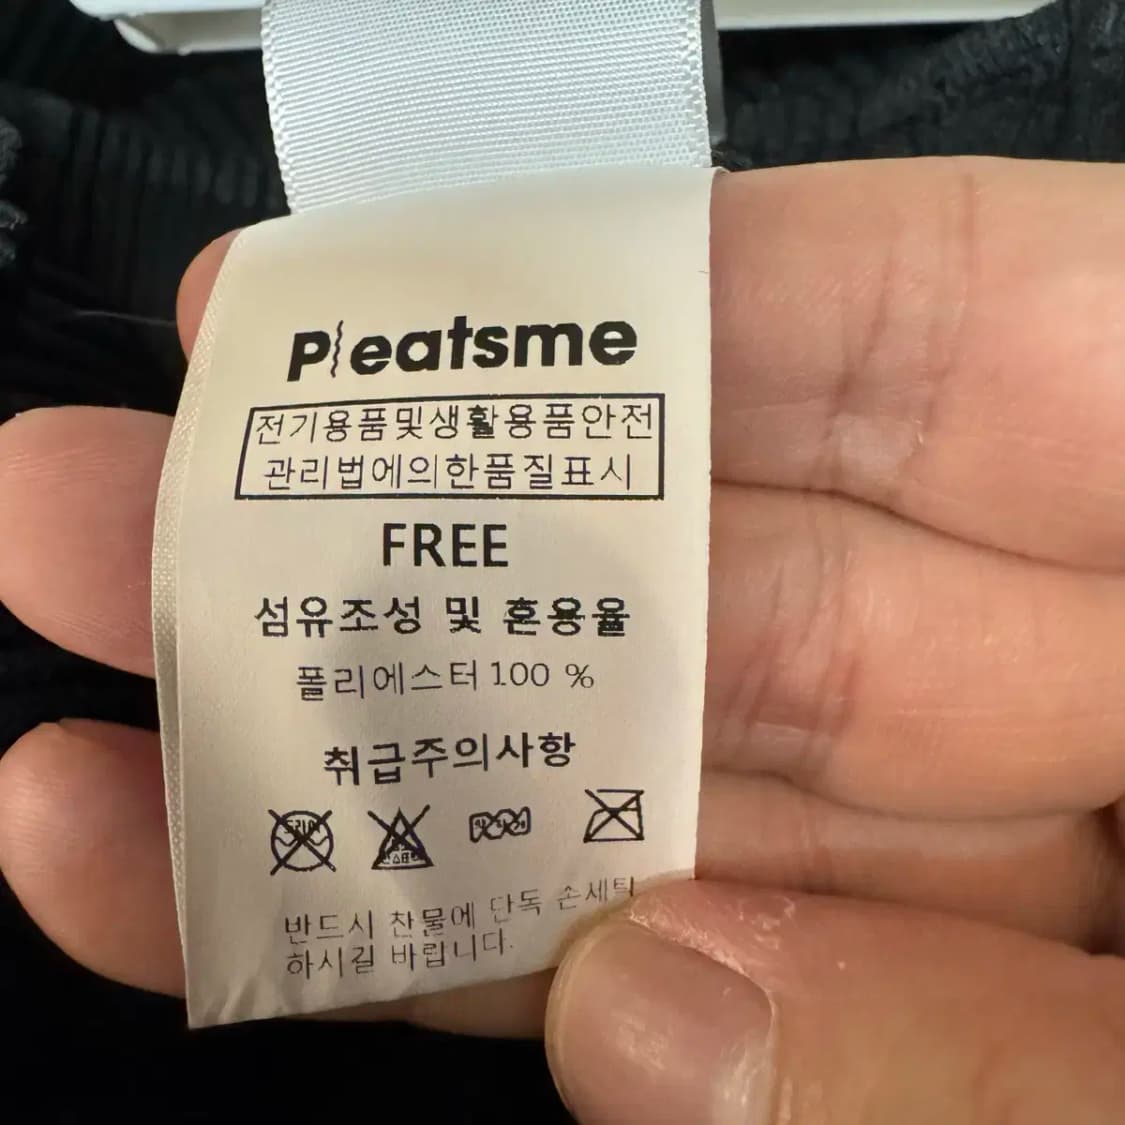 Pleatsme
전기용품및생활용품안전
관리법에의한품질표시
FREE
섬유조성 및 혼용율
폴리에스터 100 %
취급주의사항
반드시 찬물에 단독 손세탁
하시길 바랍니다.